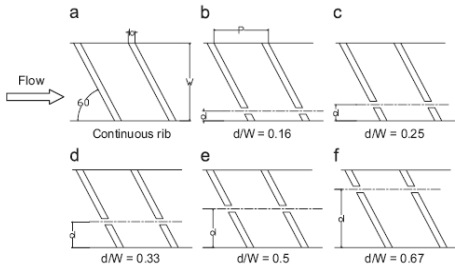 a
b
c
P
Flow
W
60
d
d
Continuous rib
d/W = 0.16
d/W = 0.25
d
e
f
d
d
d
d/W = 0.33
d/W = 0.5
d/W = 0.67